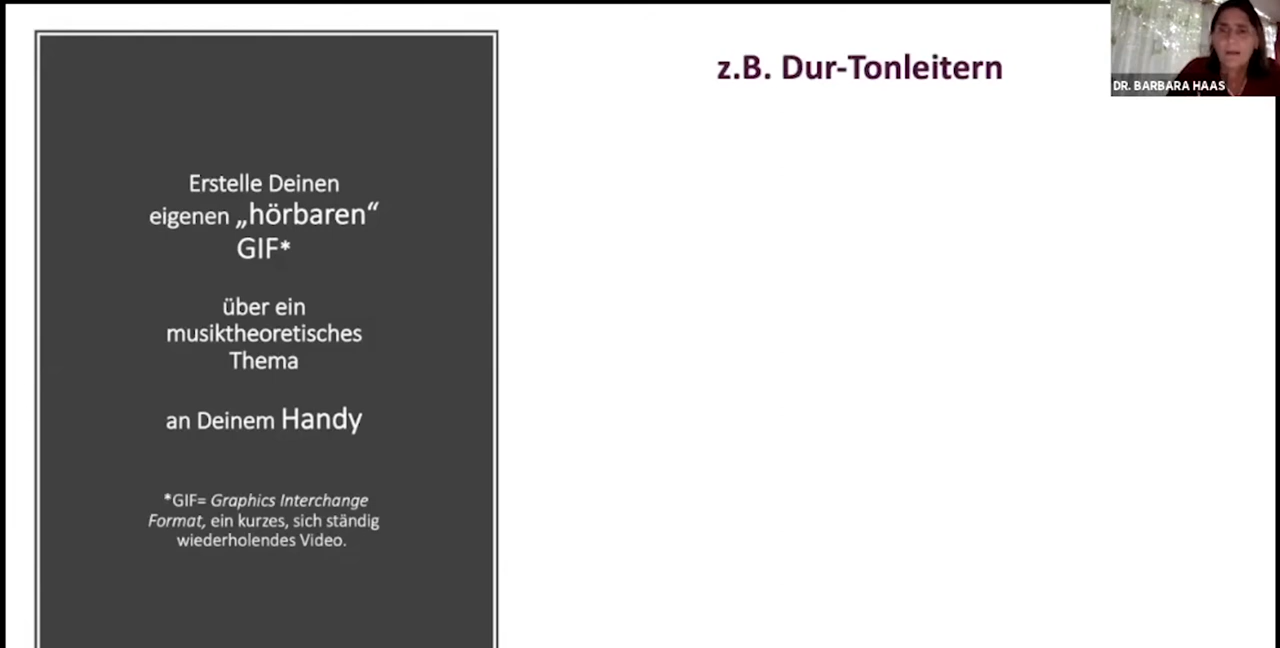 Erstelle Deinen
eigenen „hörbaren“
GIF*
über ein
musiktheoretisches
Thema
an Deinem Handy
*GIF= Graphics Interchange
Format, ein kurzes, sich ständig
wiederholendes Video.
z.B. Dur-Tonleitern
DR. BARBARA HAAS